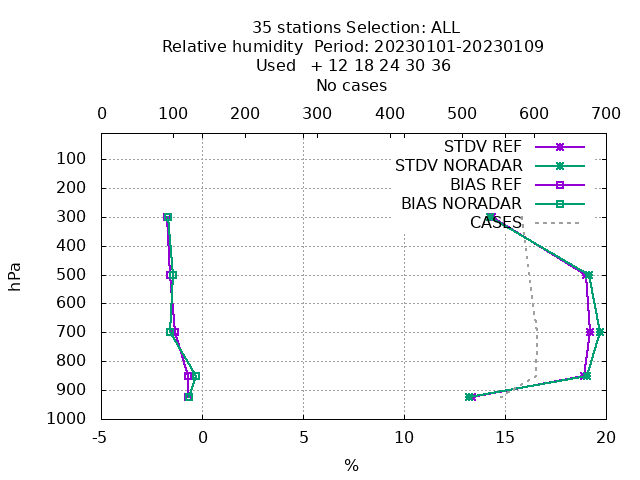 35 stations Selection: ALL
Relative humidity  Period: 20230101-20230109
Used   + 12 18 24 30 36
No cases
0 100 200 300 400 500 600 700
STDV REF
STDV NORADAR
BIAS REF
BIAS NORADAR
CASES
hPa
100
200
300
400
500
600
700
800
900
1000
-5 0 5 10 15 20
%